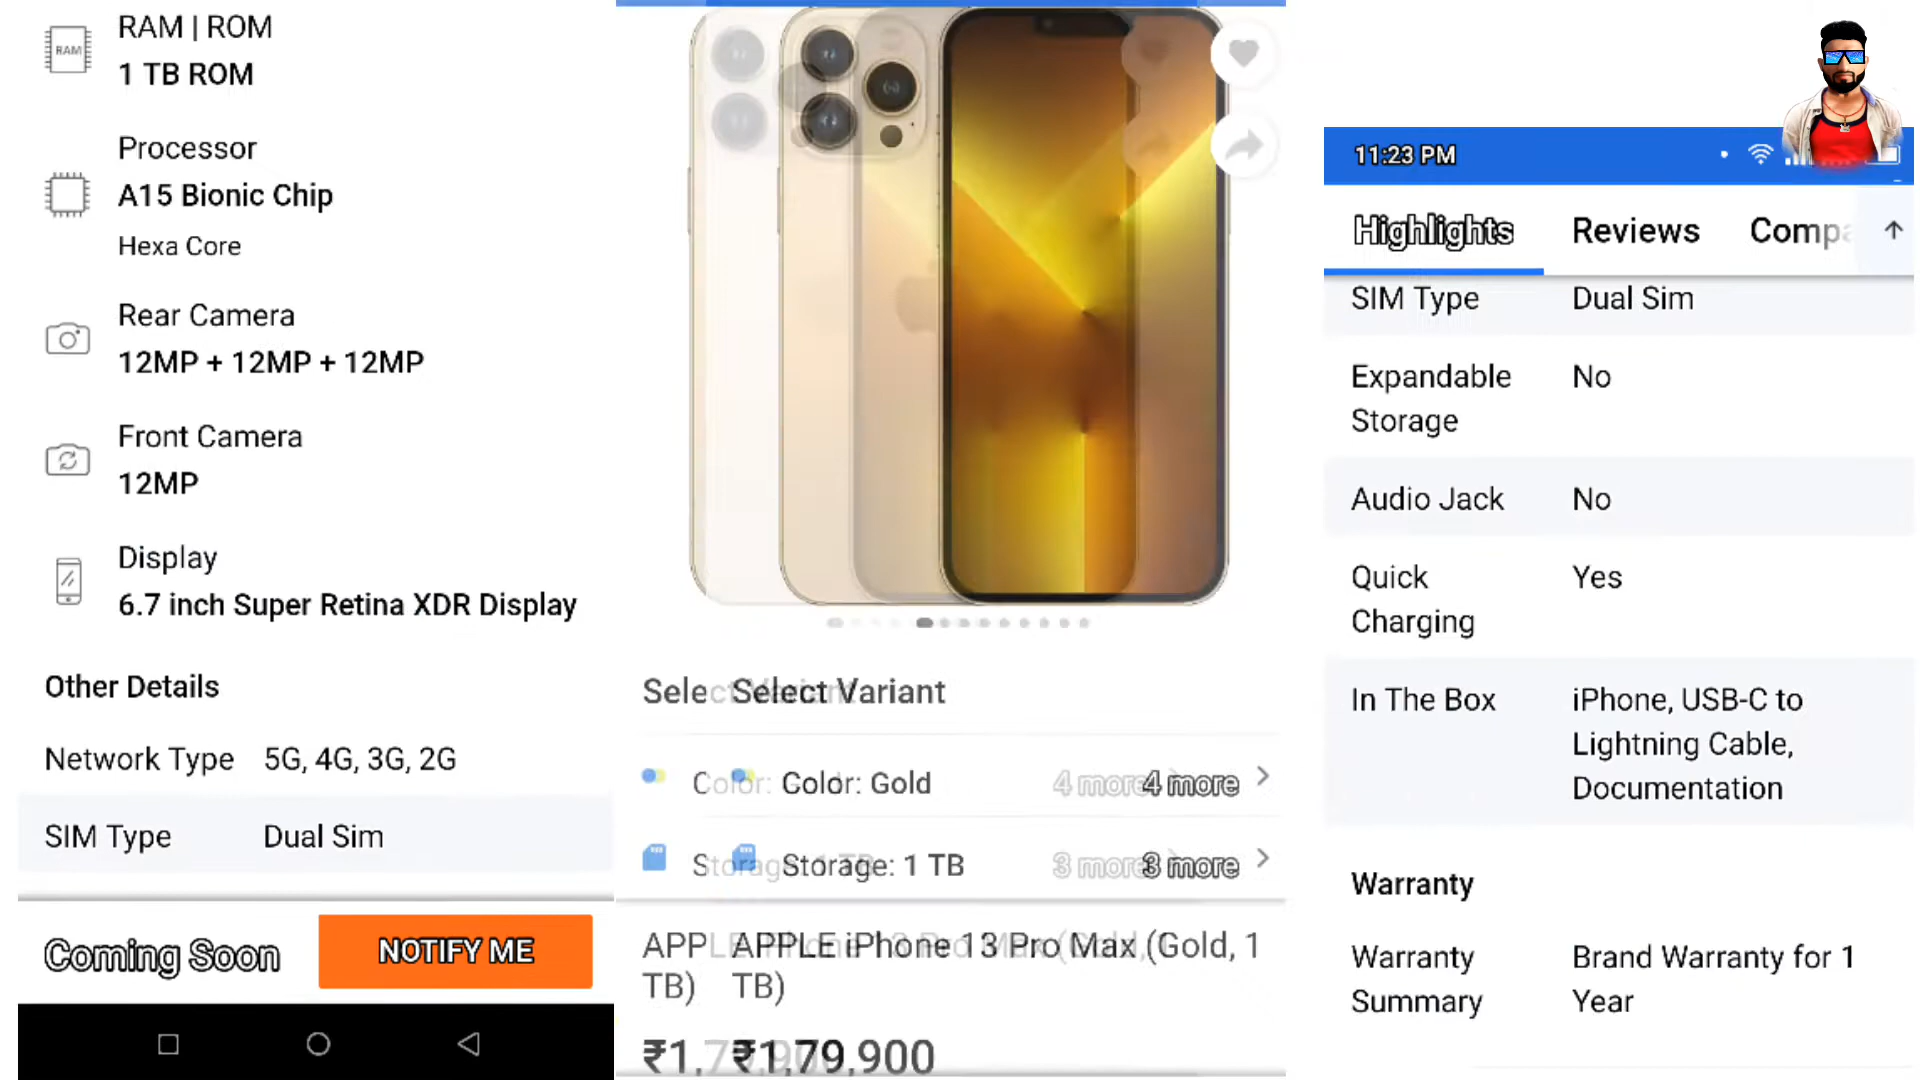 RAM | ROM
RAM
1 TB ROM
Processor
A15 Bionic Chip
Hexa Core
Rear Camera
12MP + 12MP + 12MP
Front Camera
12MP
Display
6.7 inch Super Retina XDR Display
Other Details
Network Type 5G, 4G, 3G, 2G
SIM Type Dual Sim
Coming Soon NOTIFY ME
Select Variant
Color: Gold 4 more
Storage: 1 TB 3 more
APPLE iPhone 13 Pro Max (Gold, 1
TB)
₹1,79,900
11:23 PM
Highlights Reviews Compa
SIM Type Dual Sim
Expandable No
Storage
Audio Jack No
Quick Yes
Charging
In The Box iPhone, USB-C to
Lightning Cable,
Documentation
Warranty
Warranty Brand Warranty for 1
Summary Year